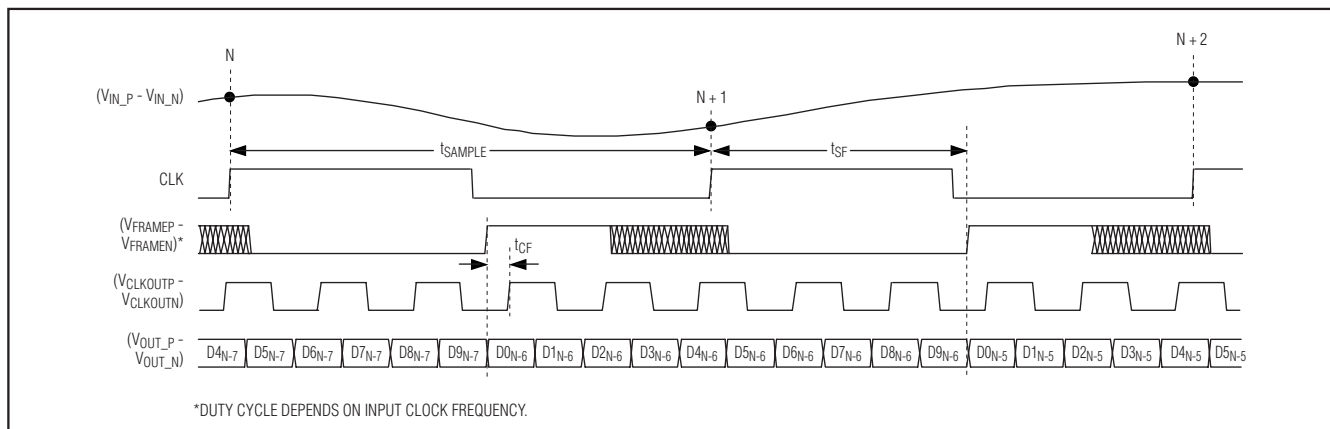 N
N + 1
N + 2
(VIN_P - VIN_N)
tSAMPLE
tSF
CLK
(VFRAMEP -
VFRAMEN)*
tCF
(VCLKOUTP -
VCLKOUTN)
(VOUT_P -
VOUT_N)
D4N-7 D5N-7 D6N-7 D7N-7 D8N-7 D9N-7 D0N-6 D1N-6 D2N-6 D3N-6 D4N-6 D5N-6 D6N-6 D7N-6 D8N-6 D9N-6 D0N-5 D1N-5 D2N-5 D3N-5 D4N-5 D5N-5
*DUTY CYCLE DEPENDS ON INPUT CLOCK FREQUENCY.